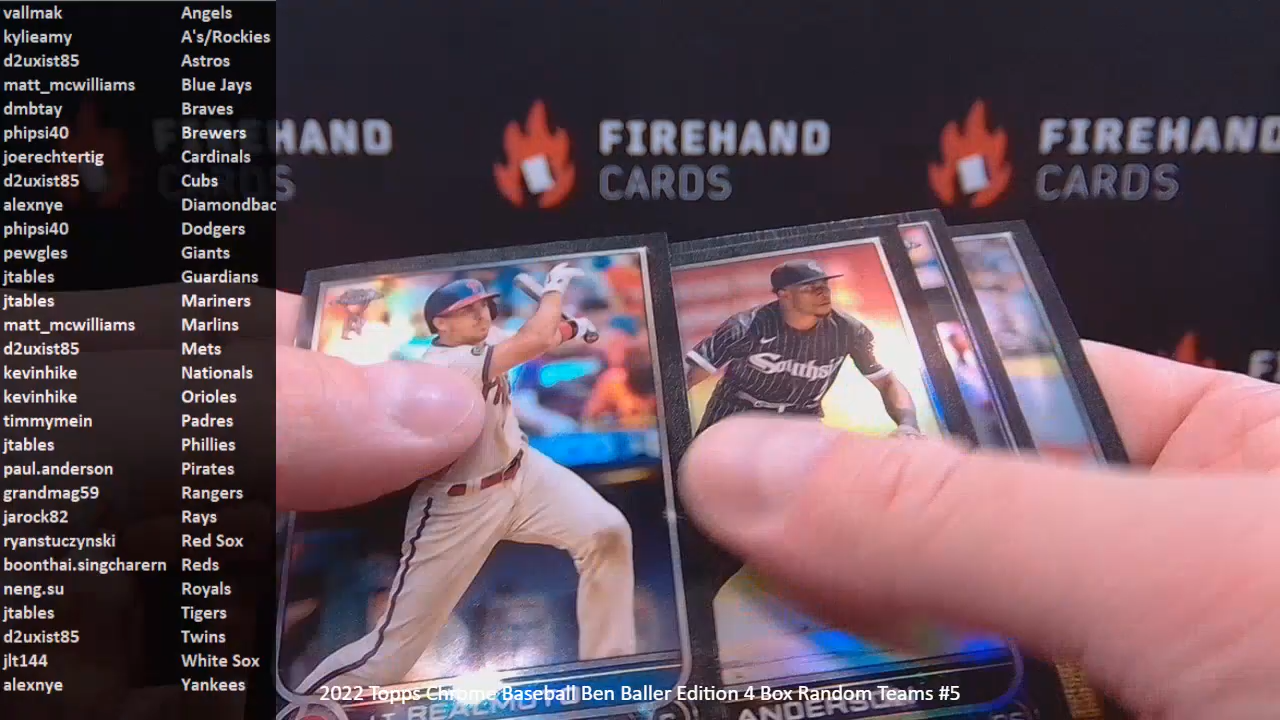 vallmak Angels
kylieamy A's/Rockies
d2uxist85 Astros
matt_mcwilliams Blue Jays
dmbtay Braves
phipsi40 Brewers
joerechtertig Cardinals
d2uxist85 Cubs
alexnye Diamondbac
phipsi40 Dodgers
pewgles Giants
jtables Guardians
jtables Mariners
matt_mcwilliams Marlins
d2uxist85 Mets
kevinhike Nationals
kevinhike Orioles
timmymein Padres
jtables Phillies
paul.anderson Pirates
grandmag59 Rangers
jarock82 Rays
ryanstuczynski Red Sox
boonthai.singcharern Reds
neng.su Royals
jtables Tigers
d2uxist85 Twins
jlt144 White Sox
alexnye Yankees
FIREHAND
CARDS
FIREHAND
CARDS
Southsi
REALMUTO
ANDERSON
2022 Topps Chrome Baseball Ben Baller Edition 4 Box Random Teams #5